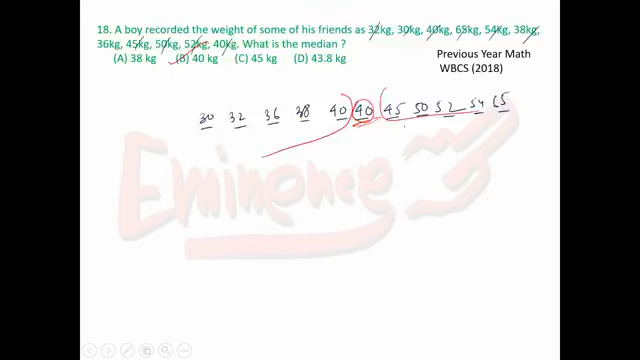 18. A boy recorded the weight of some of his friends as 32kg, 30kg, 40kg, 65kg, 54kg, 38kg,
36kg, 45kg, 50kg, 52kg, 40kg. What is the median ?
(A) 38 kg (B) 40 kg (C) 45 kg (D) 43.8 kg
Previous Year Math
WBCS (2018)
30 32 36 38 40 40 45 50 52 54 65
Eminence